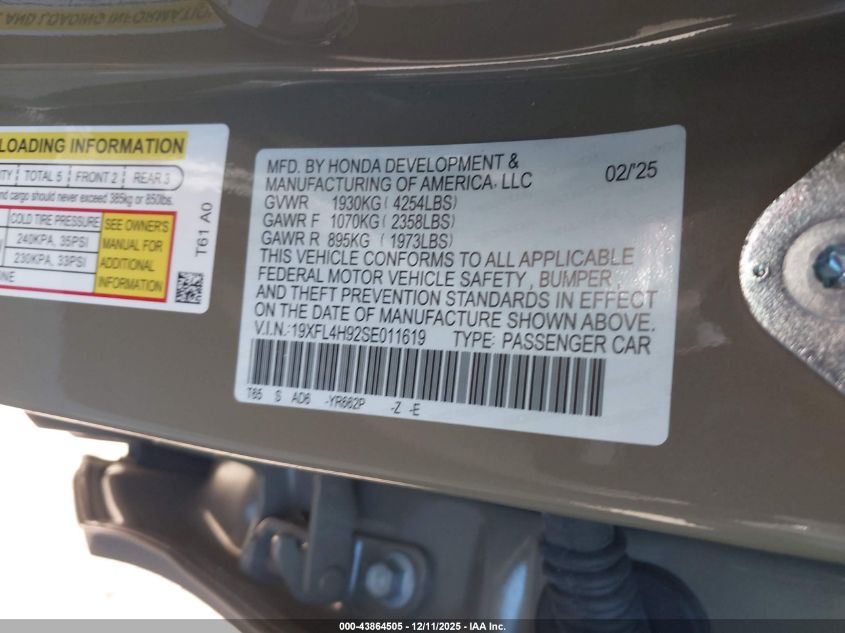 AND LOADING INFORMATION
LOADING INFORMATION
TOTAL 5 FRONT 2 REAR 3
and cargo should never exceed 385kg or 850lbs.
COLD TIRE PRESSURE
240KPA, 35PSI
230KPA, 33PSI
SEE OWNER'S
MANUAL FOR
ADDITIONAL
INFORMATION
T61 A0
MFD. BY HONDA DEVELOPMENT &
MANUFACTURING OF AMERICA, LLC 02/'25
GVWR 1930KG ( 4254LBS)
GAWR F 1070KG ( 2358LBS)
GAWR R 895KG ( 1973LBS)
THIS VEHICLE CONFORMS TO ALL APPLICABLE
FEDERAL MOTOR VEHICLE SAFETY, BUMPER,
AND THEFT PREVENTION STANDARDS IN EFFECT
ON THE DATE OF MANUFACTURE SHOWN ABOVE.
V.I.N.:19XFL4H92SE011619 TYPE: PASSENGER CAR
T65 S AD6 -YR662P -Z -E
000-43864505 - 12/11/2025 - IAA Inc.